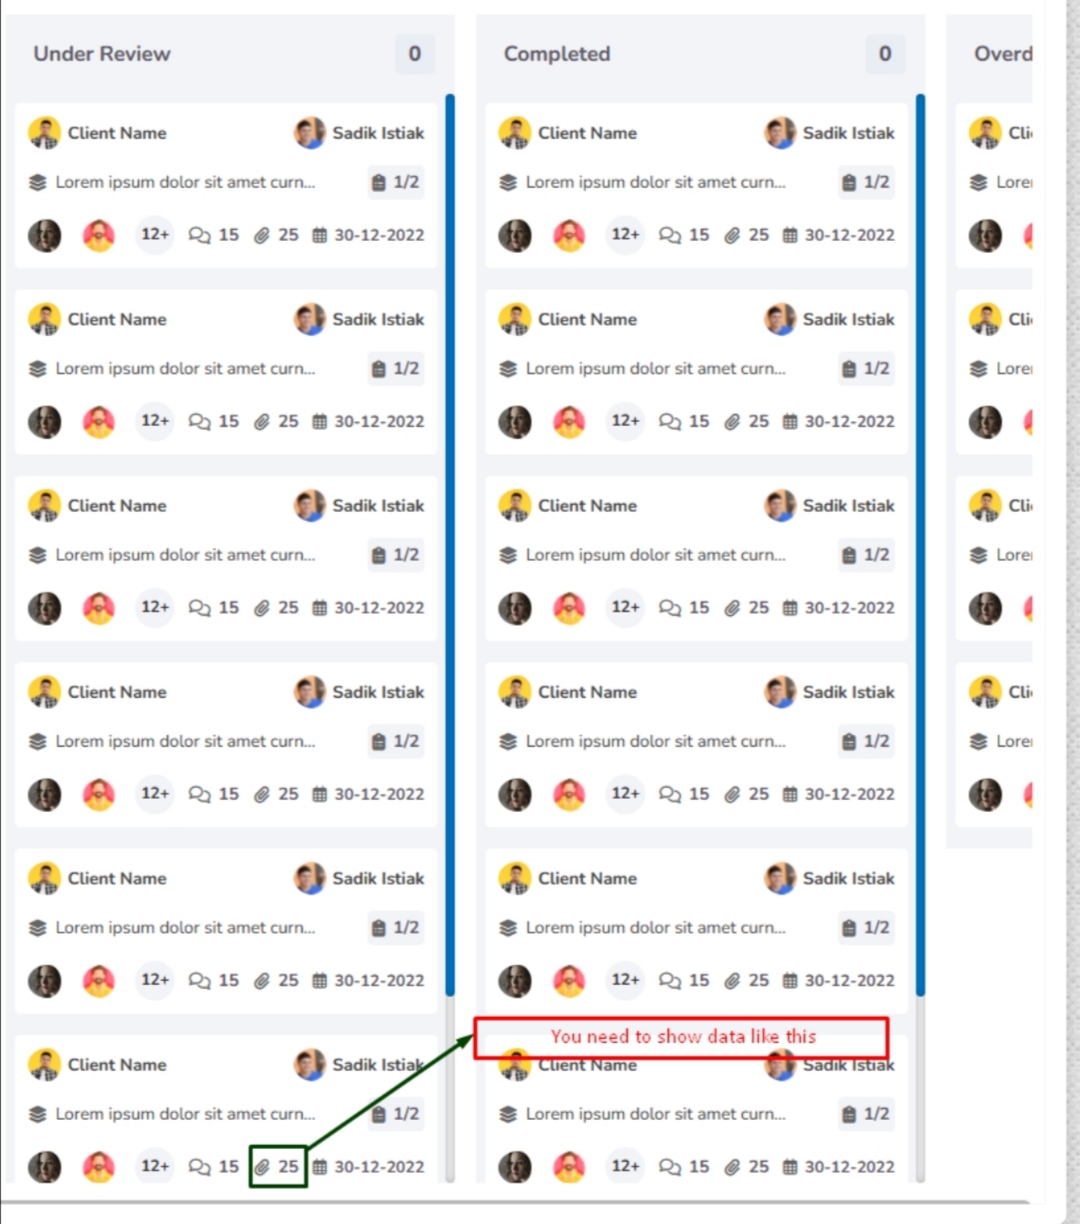 Under Review 0
Client Name Sadik Istiak
Lorem ipsum dolor sit amet curn... 1/2
12+ 15 25 30-12-2022
Client Name Sadik Istiak
Lorem ipsum dolor sit amet curn... 1/2
12+ 15 25 30-12-2022
Client Name Sadik Istiak
Lorem ipsum dolor sit amet curn... 1/2
12+ 15 25 30-12-2022
Client Name Sadik Istiak
Lorem ipsum dolor sit amet curn... 1/2
12+ 15 25 30-12-2022
Client Name Sadik Istiak
Lorem ipsum dolor sit amet curn... 1/2
12+ 15 25 30-12-2022
Client Name Sadik Istiak
Lorem ipsum dolor sit amet curn... 1/2
12+ 15 25 30-12-2022
Completed 0
Client Name Sadik Istiak
Lorem ipsum dolor sit amet curn... 1/2
12+ 15 25 30-12-2022
Client Name Sadik Istiak
Lorem ipsum dolor sit amet curn... 1/2
12+ 15 25 30-12-2022
Client Name Sadik Istiak
Lorem ipsum dolor sit amet curn... 1/2
12+ 15 25 30-12-2022
Client Name Sadik Istiak
Lorem ipsum dolor sit amet curn... 1/2
12+ 15 25 30-12-2022
Client Name Sadik Istiak
Lorem ipsum dolor sit amet curn... 1/2
12+ 15 25 30-12-2022
You need to show data like this
Client Name Sadik Istiak
Lorem ipsum dolor sit amet curn... 1/2
12+ 15 25 30-12-2022
Overd
Cli
Lore
Cli
Lore
Cli
Lore
Cli
Lore